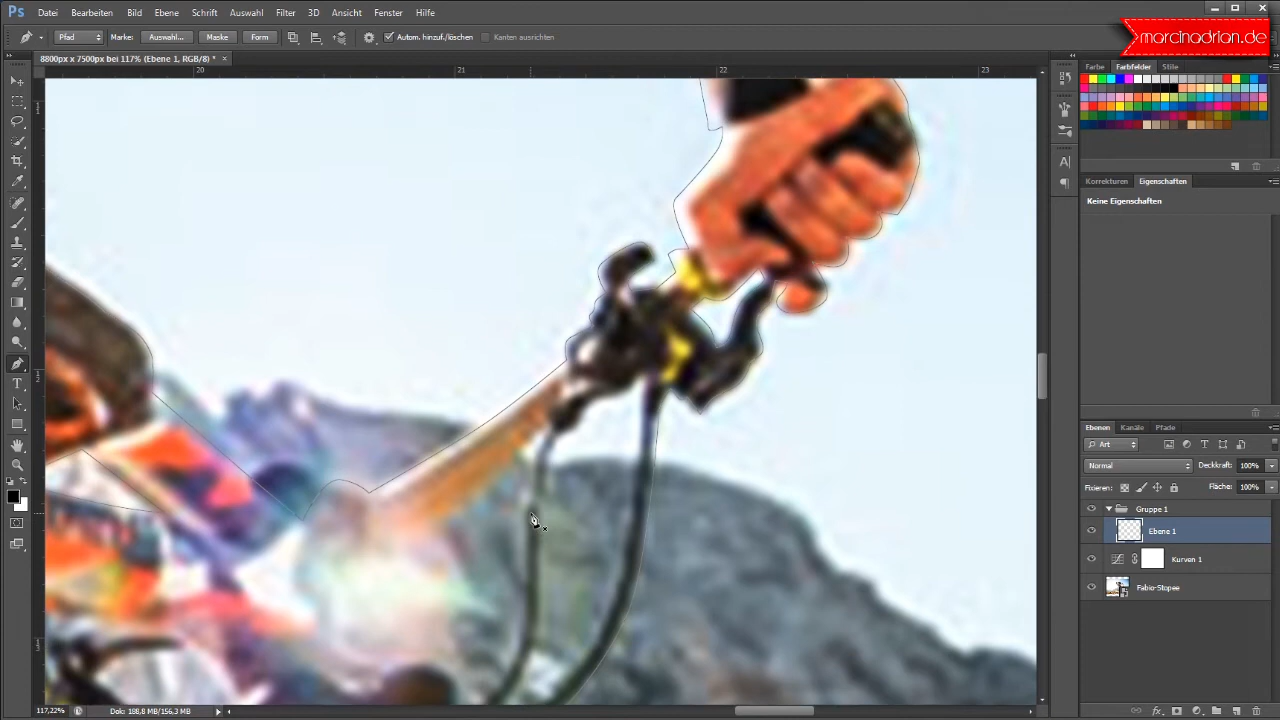 Ps Datei Bearbeiten Bild Ebene Schrift Auswahl Filter 3D Ansicht Fenster Hilfe
Pfad Marke: Auswahl... Maske Form Autom. hinzuf./löschen Kanten ausrichten
marcinadrian.de
8800px x 7500px bei 117% (Ebene 1, RGB/8) * ×
20 21 22 23
Farbe Farbfelder Stile
Korrekturen Eigenschaften
Keine Eigenschaften
Ebenen Kanäle Pfade
Art
Normal Deckkraft: 100%
Fixieren: Fläche: 100%
Gruppe 1
Ebene 1
Kurven 1
Fabio-Stopee
117,22% Dok: 188,8 MB/156,3 MB